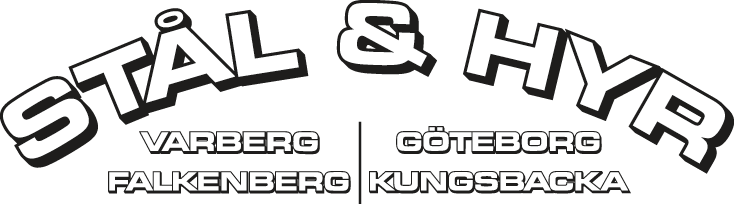 STÅL & HYR
VARBERG | GÖTEBORG
FALKENBERG | KUNGSBACKA